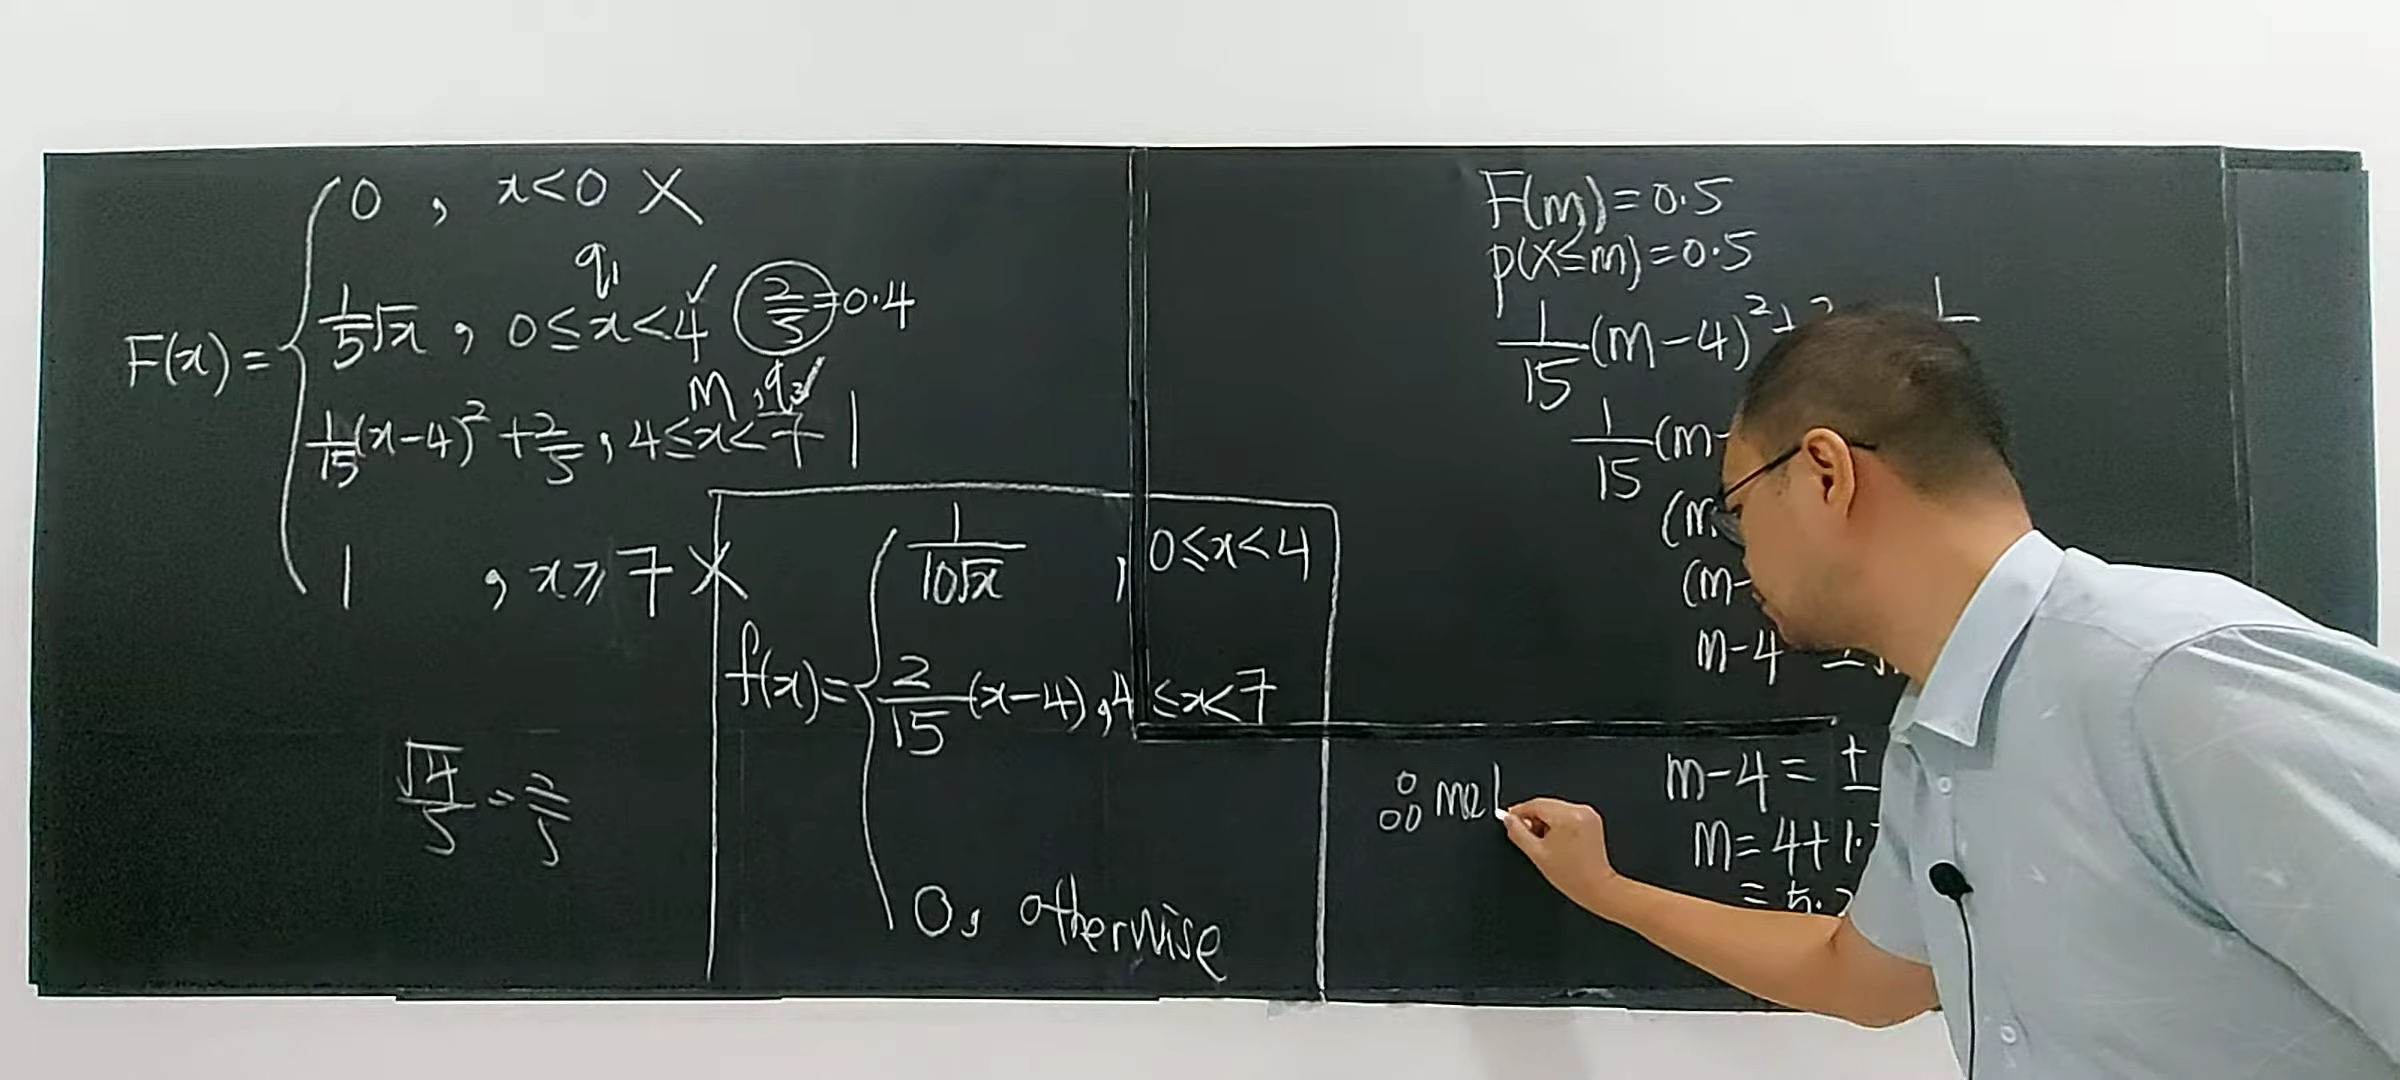 F(x) =
0 , x<0 X
q₁
1/5 √x , 0≤x<4 ✓ 2/5 = 0.4
m , q₃ ✓
1/15 (x-4)² + 2/5 , 4≤x<7 1
1 , x≥7 X
√4/5 = 2/5
f(x) =
1/10√x , 0≤x<4
2/15 (x-4) , 4≤x<7
0, otherwise
F(m) = 0.5
p(X≤m) = 0.5
1/15 (m-4)² +
1/15 (m-
(m
(m-
m-4 = ±√
m-4 = ±
m = 4+1.
= 5.2